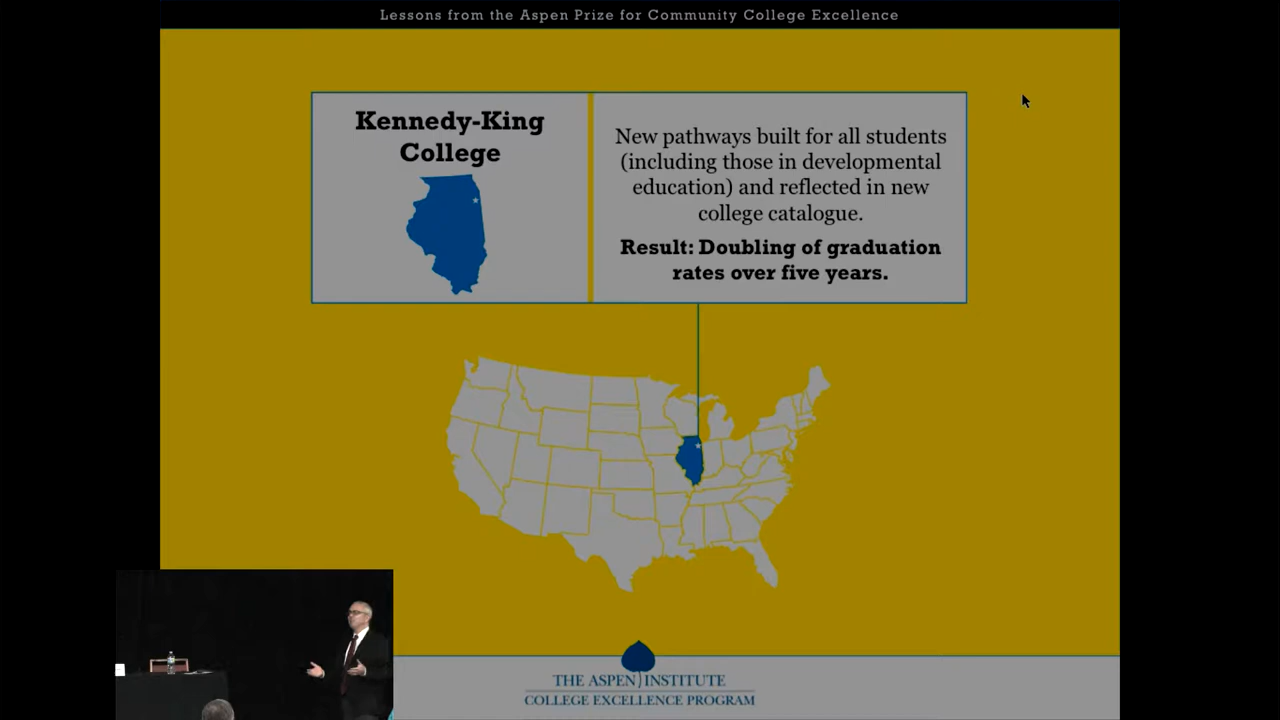 Lessons from the Aspen Prize for Community College Excellence
Kennedy-King
College
New pathways built for all students
(including those in developmental
education) and reflected in new
college catalogue.
Result: Doubling of graduation
rates over five years.
THE ASPEN INSTITUTE
COLLEGE EXCELLENCE PROGRAM